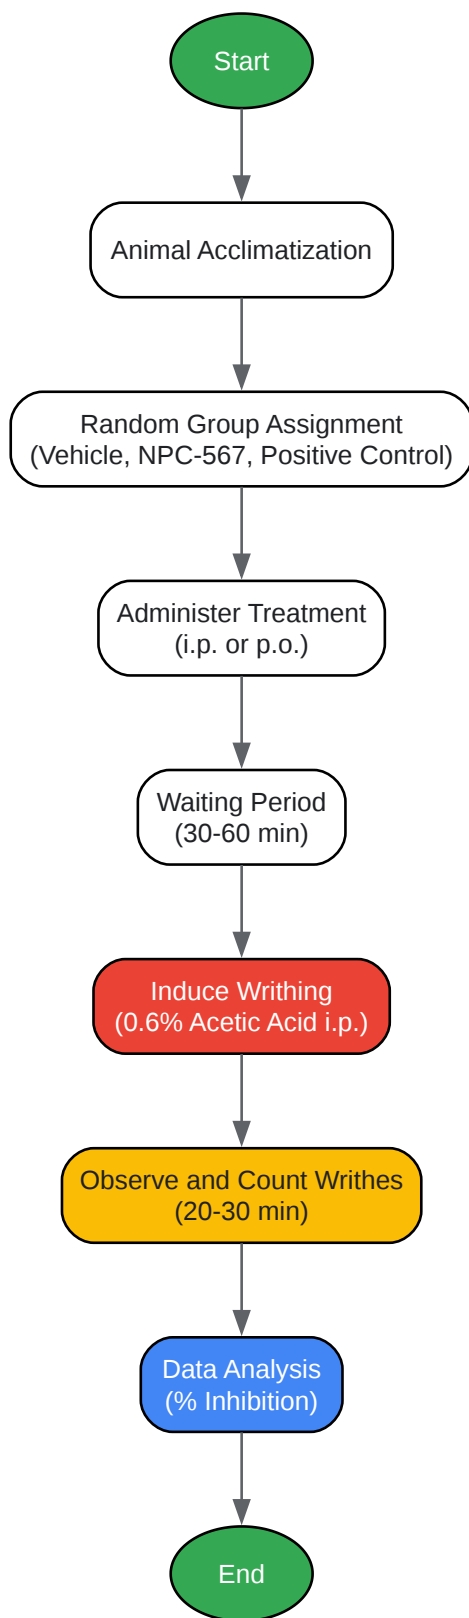 Start
Animal Acclimatization
Random Group Assignment
(Vehicle, NPC-567, Positive Control)
Administer Treatment
(i.p. or p.o.)
Waiting Period
(30-60 min)
Induce Writhing
(0.6% Acetic Acid i.p.)
Observe and Count Writhes
(20-30 min)
Data Analysis
(% Inhibition)
End